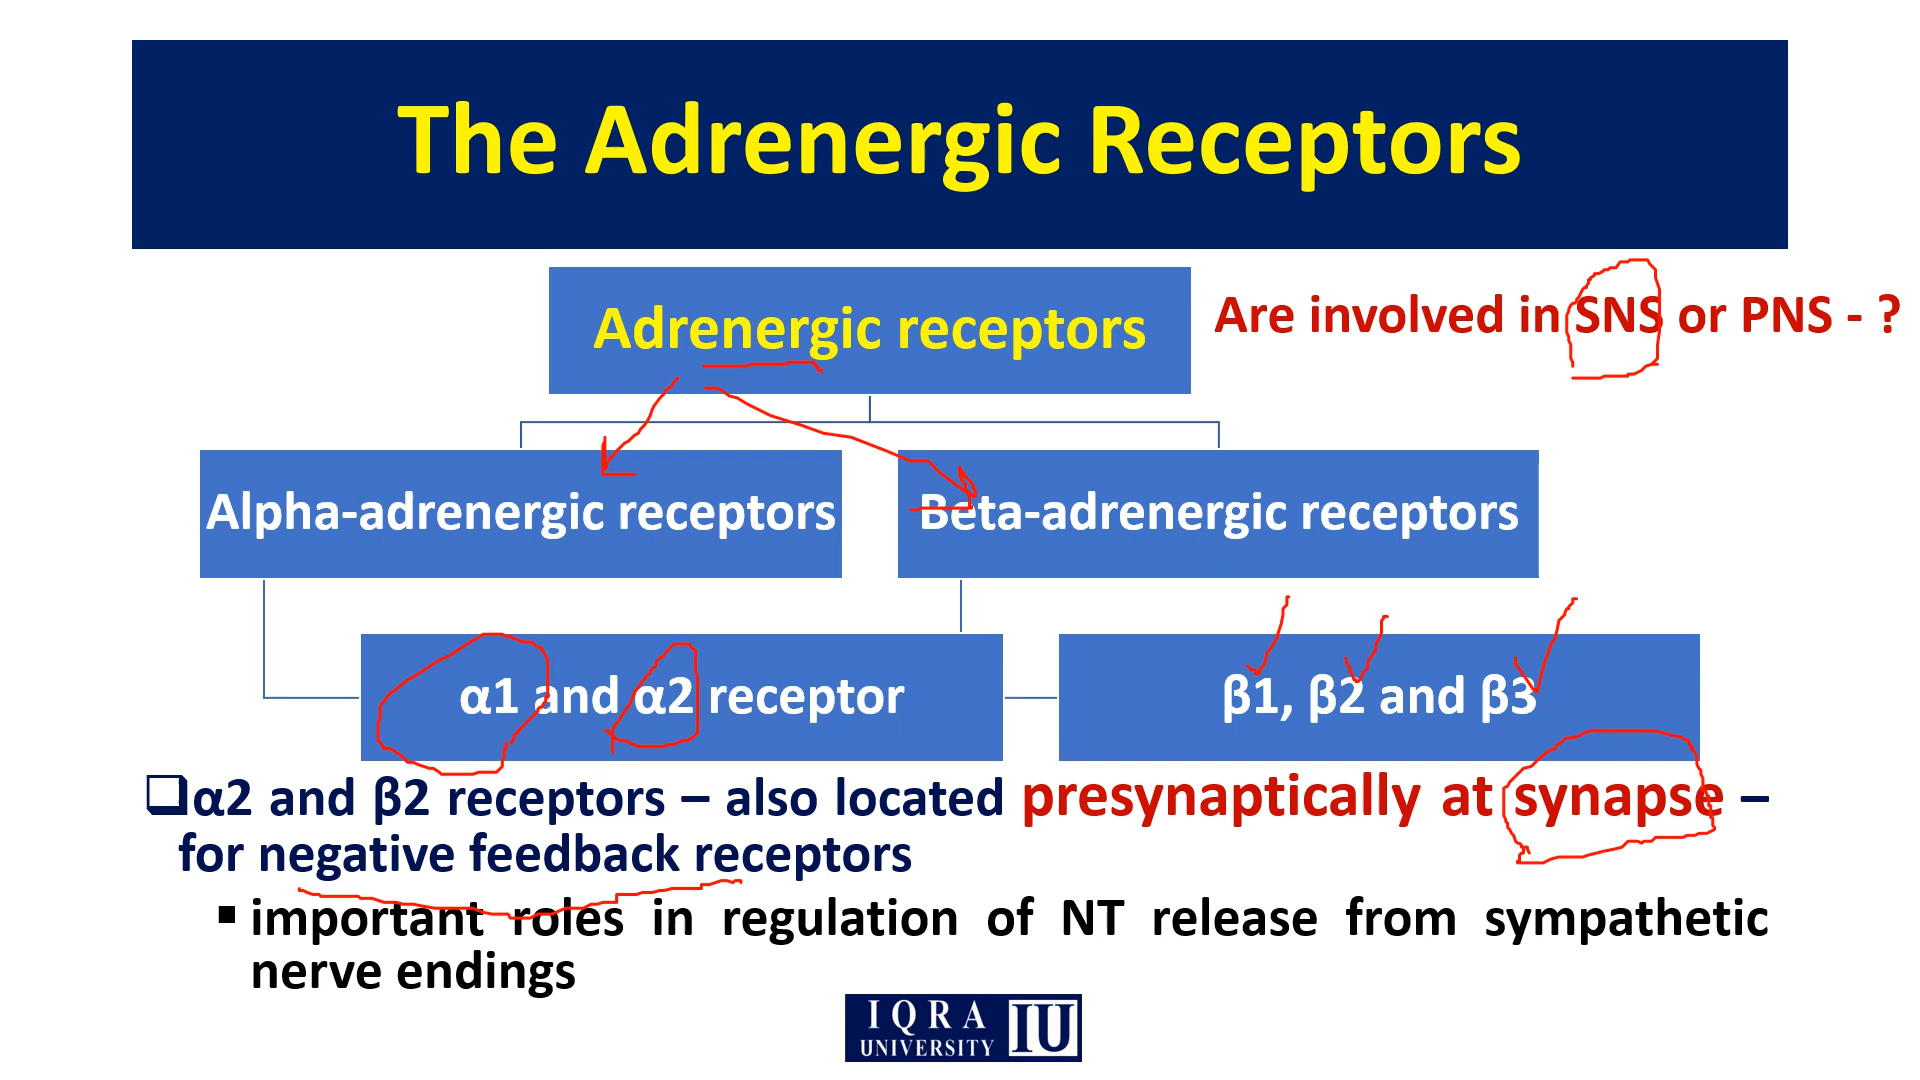 The Adrenergic Receptors
Adrenergic receptors
Are involved in SNS or PNS - ?
Alpha-adrenergic receptors
Beta-adrenergic receptors
α1 and α2 receptor
β1, β2 and β3
❑α2 and β2 receptors – also located presynaptically at synapse –
for negative feedback receptors
▪ important roles in regulation of NT release from sympathetic
nerve endings
IQRA
UNIVERSITY
IU